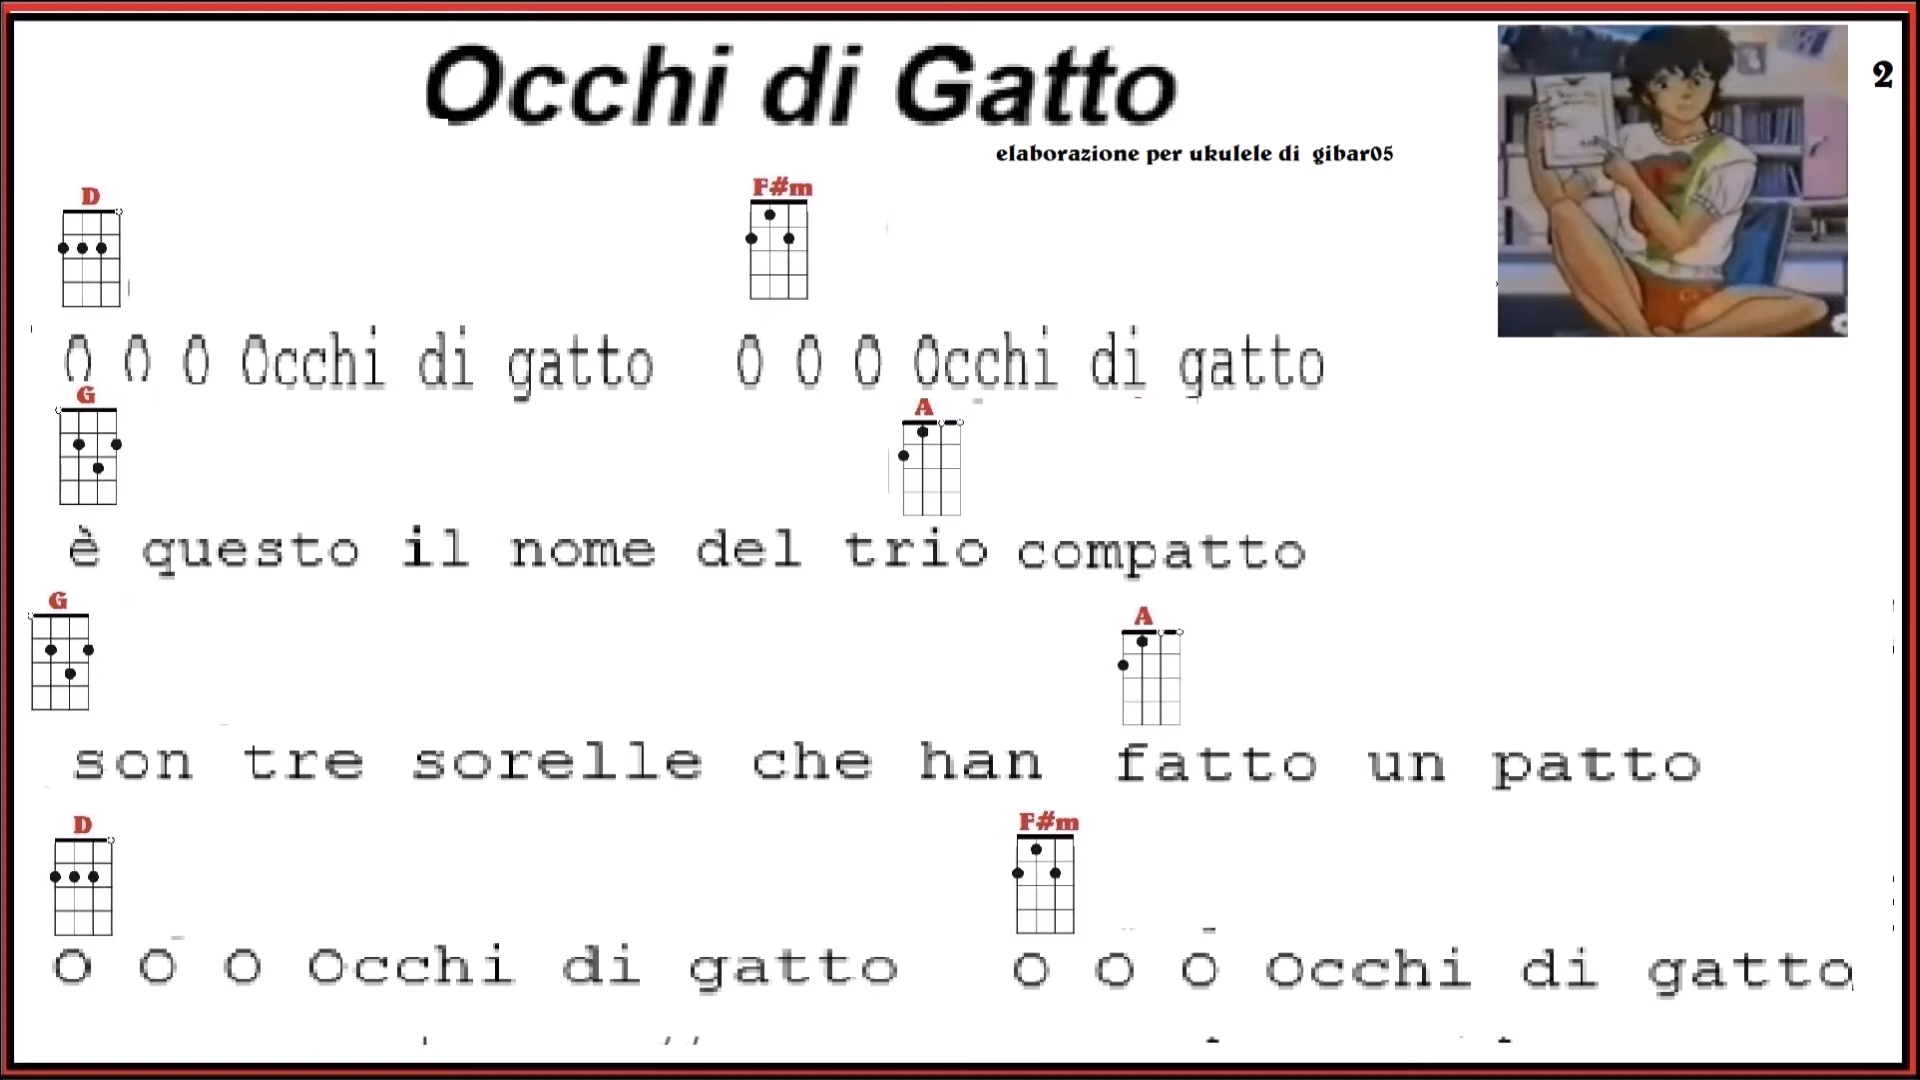 Occhi di Gatto
2
elaborazione per ukulele di gibar05
D F#m
O O O Occhi di gatto O O O Occhi di gatto
G A
è questo il nome del trio compatto
G A
son tre sorelle che han fatto un patto
D F#m
O O O Occhi di gatto O O O Occhi di gatto